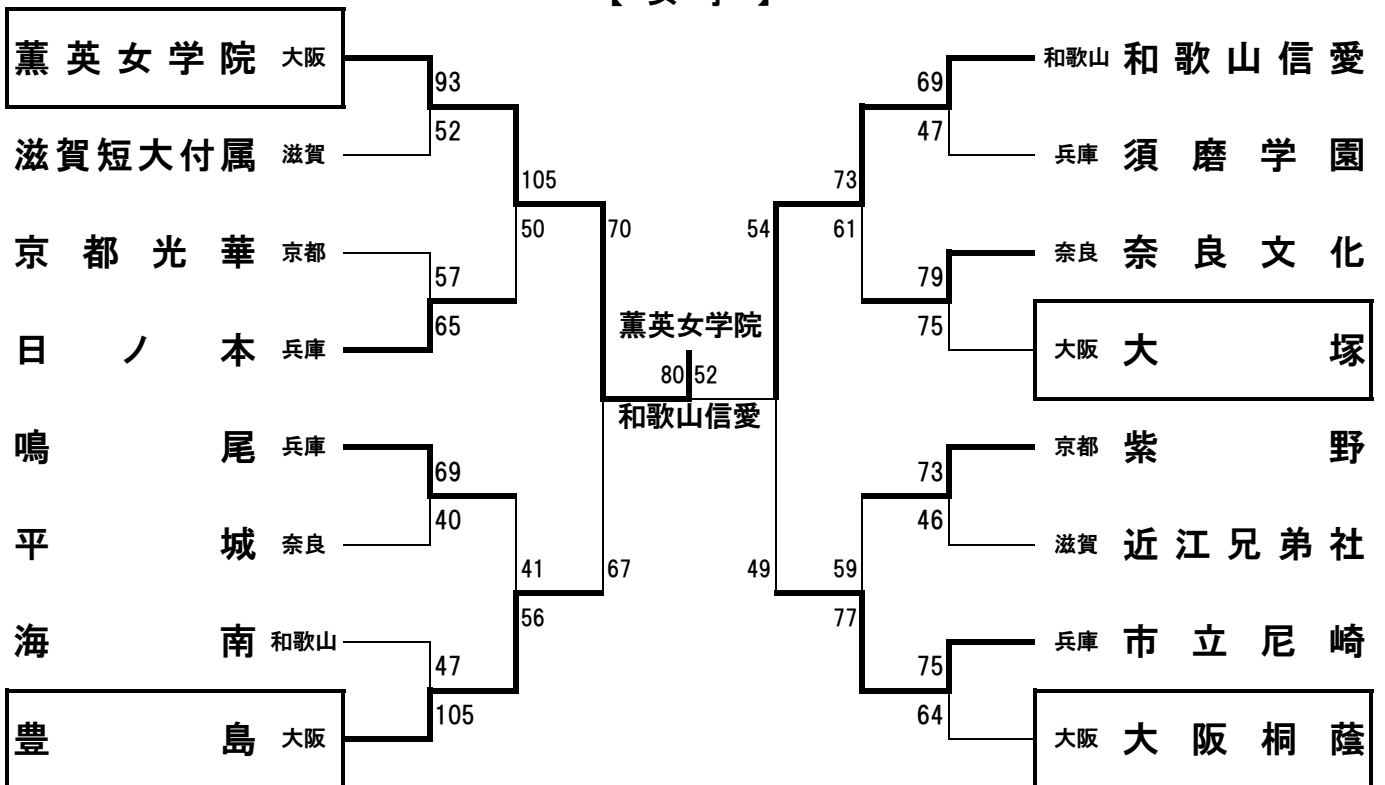 【 女 子 】
薫英女学院 大阪
93
52
滋賀短大付属 滋賀
105
50
京都光華 京都
57
65
日ノ本 兵庫
70
67
鳴尾 兵庫
69
40
平城 奈良
41
56
海南 和歌山
47
105
豊島 大阪
薫英女学院
80 52
和歌山信愛
和歌山 和歌山信愛
69
47
兵庫 須磨学園
73
61
奈良 奈良文化
79
75
大阪 大塚
54
49
京都 紫野
73
46
滋賀 近江兄弟社
59
77
兵庫 市立尼崎
75
64
大阪 大阪桐蔭